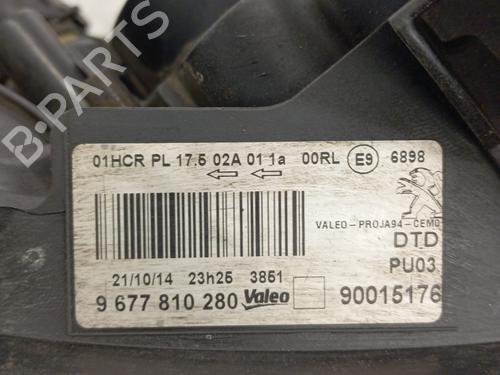 01HCR PL 17.5 02A 01 1a 00RL E9 6898
VALEO-PROJA94-CEMO
DTD
PU03
21/10/14 23h25 3851
9 677 810 280 Valeo 90015176
B-PARTS